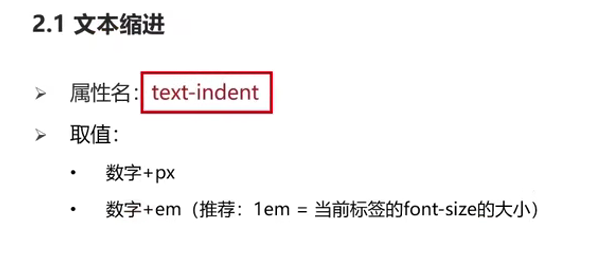 2.1 文本缩进
➢ 属性名：text-indent
➢ 取值：
• 数字+px
• 数字+em（推荐：1em = 当前标签的font-size的大小）